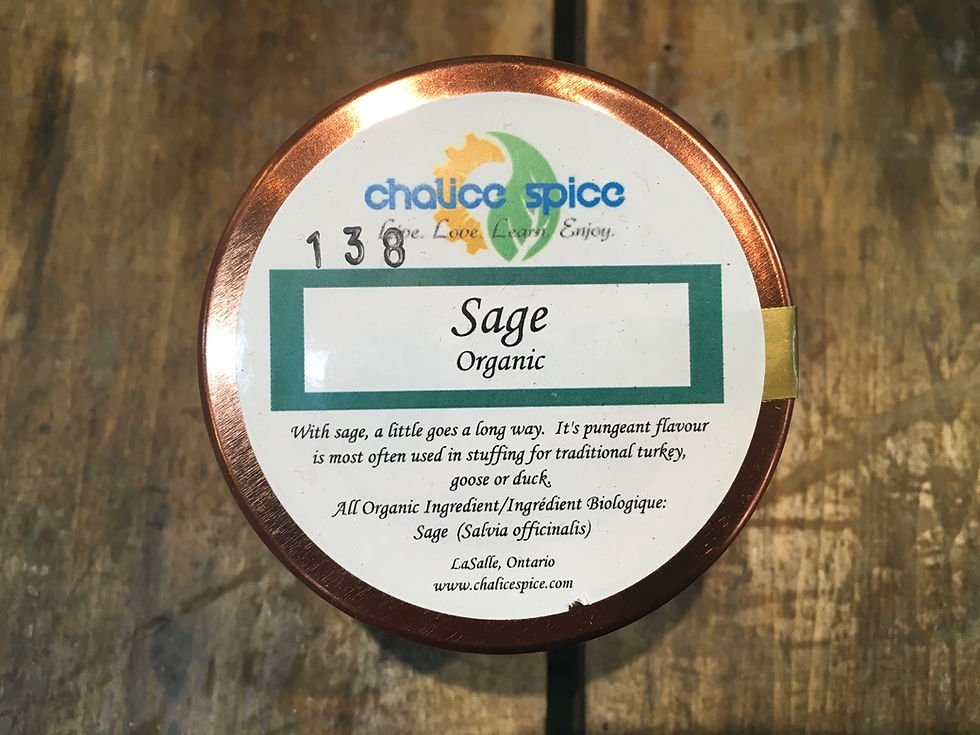 chalice spice
Live. Love. Learn. Enjoy.
138
Sage
Organic
With sage, a little goes a long way. It's pungeant flavour
is most often used in stuffing for traditional turkey,
goose or duck.
All Organic Ingredient/Ingrédient Biologique:
Sage (Salvia officinalis)
LaSalle, Ontario
www.chalicespice.com